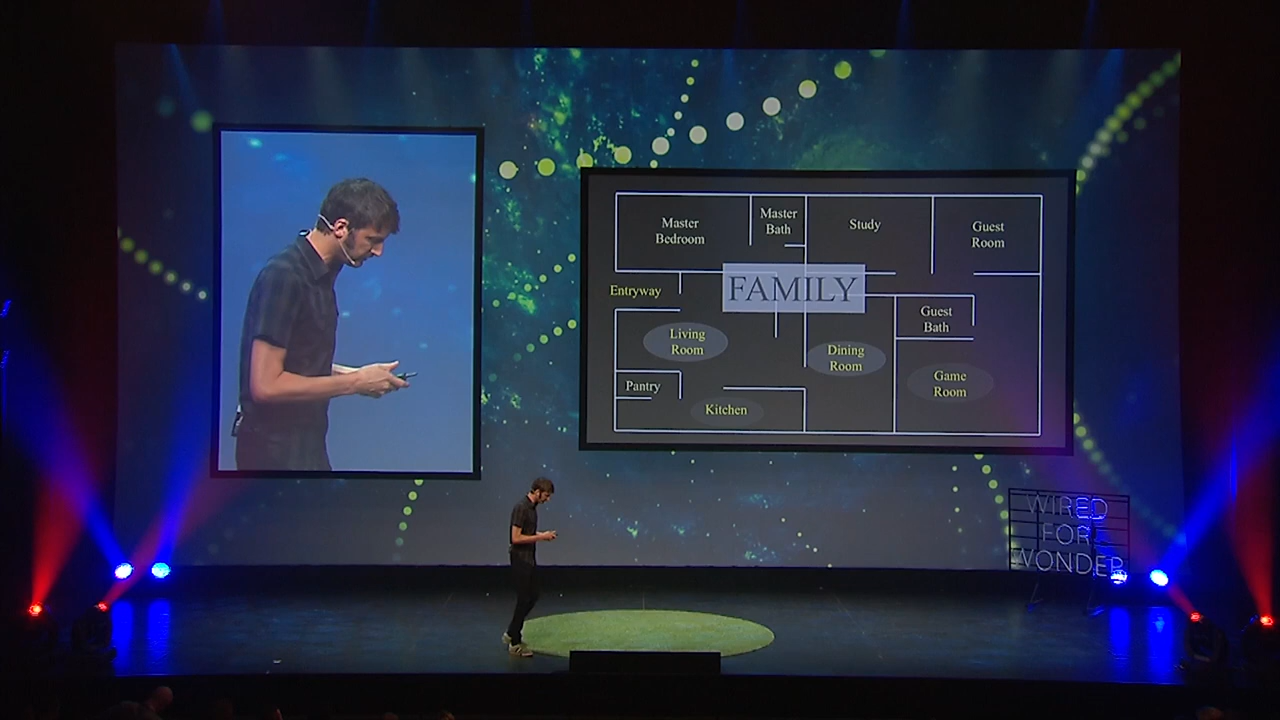 Master
Bedroom
Master
Bath
Study
Guest
Room
Entryway
FAMILY
Guest
Bath
Living
Room
Dining
Room
Pantry
Game
Room
Kitchen
WIRED
FOR
WONDER